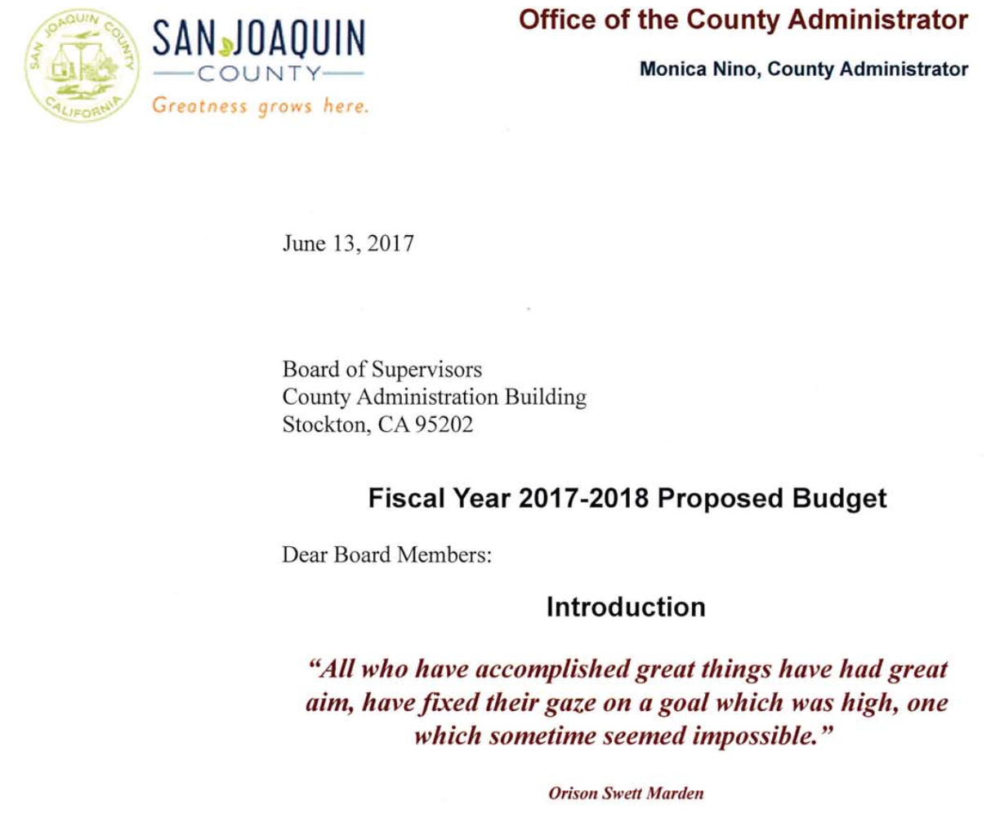 SAN JOAQUIN COUNTY
CALIFORNIA
SAN JOAQUIN
COUNTY
Greatness grows here.
Office of the County Administrator
Monica Nino, County Administrator
June 13, 2017
Board of Supervisors
County Administration Building
Stockton, CA 95202
Fiscal Year 2017-2018 Proposed Budget
Dear Board Members:
Introduction
“All who have accomplished great things have had great
aim, have fixed their gaze on a goal which was high, one
which sometime seemed impossible.”
Orison Swett Marden